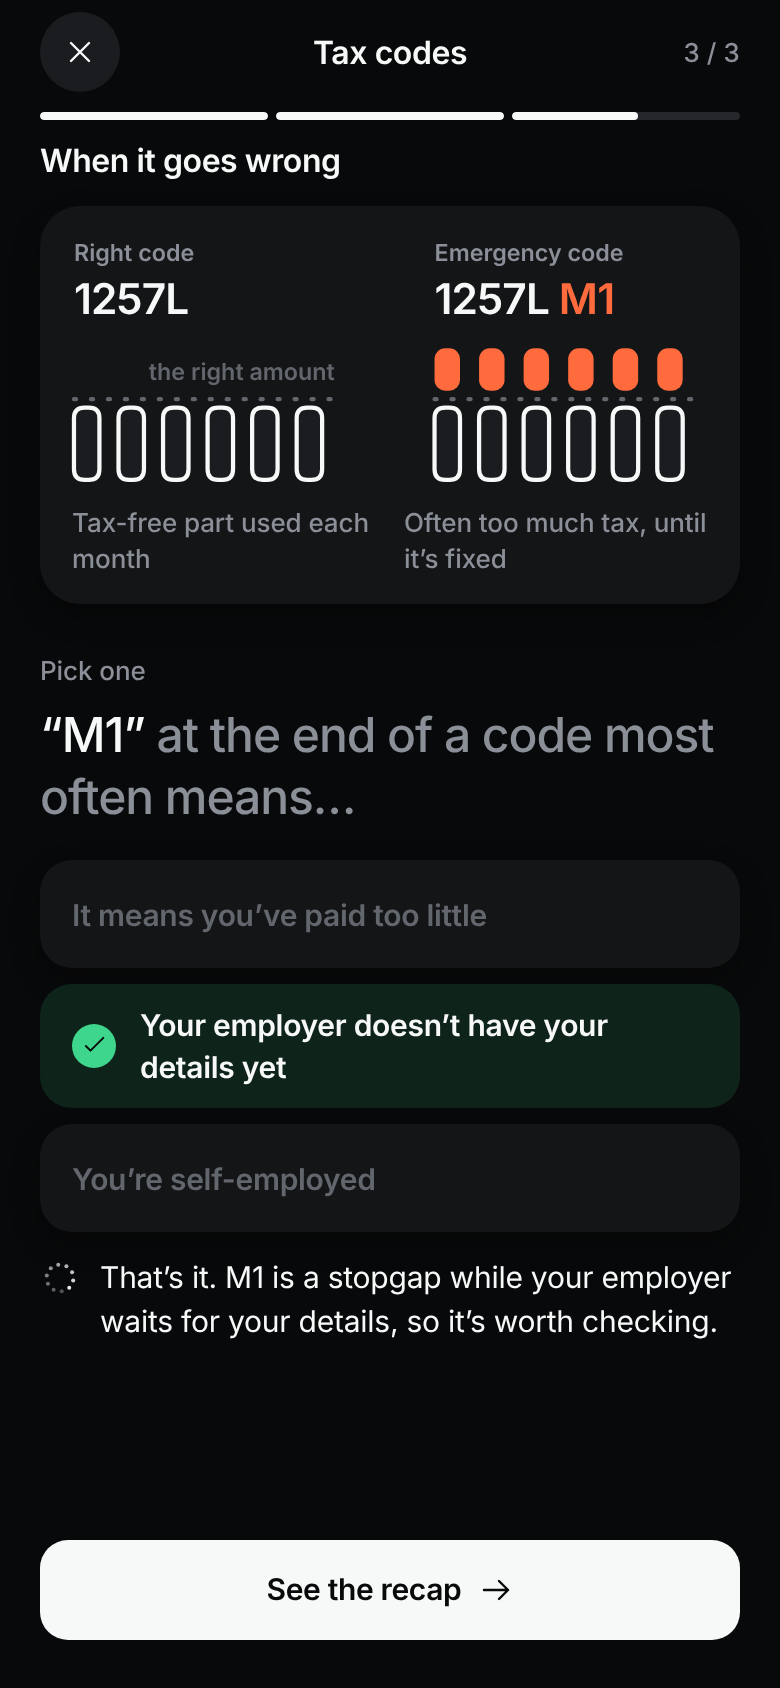 Tax codes
3 / 3
When it goes wrong
Right code
1257L
the right amount
Tax-free part used each
month
Emergency code
1257L M1
Often too much tax, until
it’s fixed
Pick one
“M1” at the end of a code most
often means…
It means you’ve paid too little
Your employer doesn’t have your
details yet
You’re self-employed
That’s it. M1 is a stopgap while your employer
waits for your details, so it’s worth checking.
See the recap